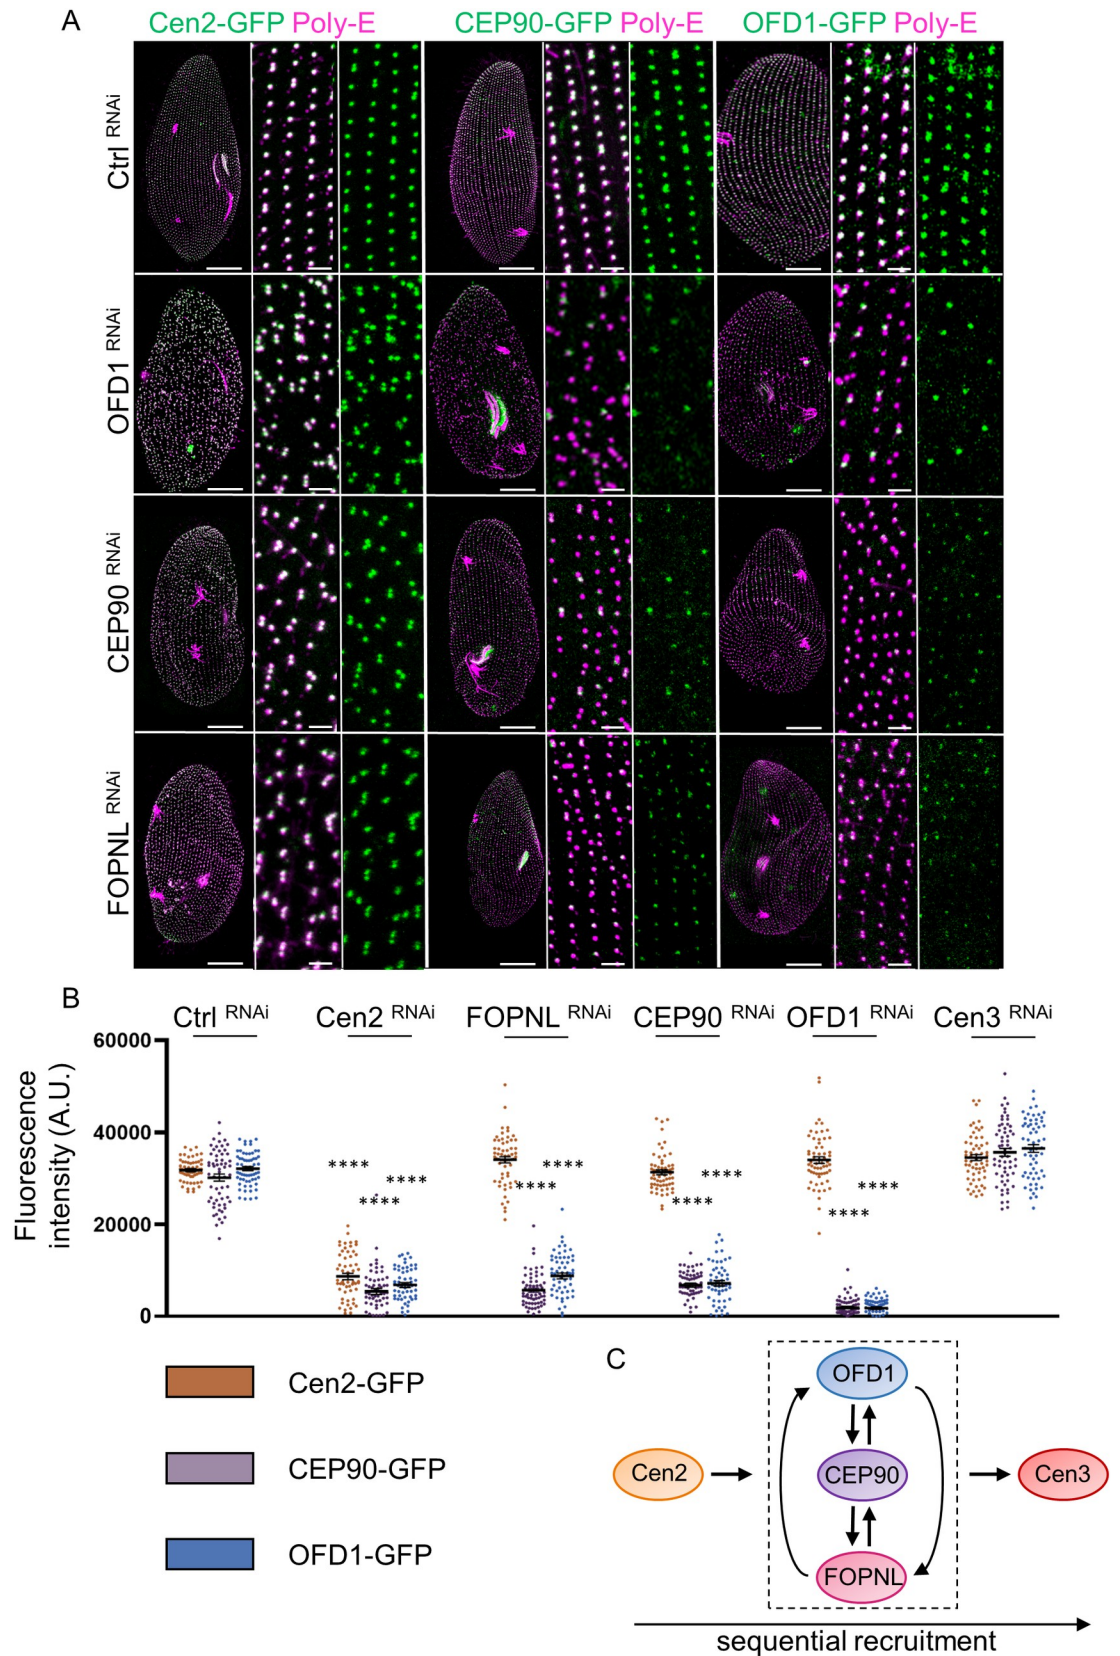 A
Cen2-GFP Poly-E
CEP90-GFP Poly-E
OFD1-GFP Poly-E
Ctrl RNAi
OFD1 RNAi
CEP90 RNAi
FOPNL RNAi
B
Ctrl RNAi
Cen2 RNAi
FOPNL RNAi
CEP90 RNAi
OFD1 RNAi
Cen3 RNAi
Fluorescence
intensity (A.U.)
60000
40000
20000
0
****
****
****
****
****
****
****
****
****
Cen2-GFP
CEP90-GFP
OFD1-GFP
C
OFD1
Cen2
CEP90
Cen3
FOPNL
sequential recruitment